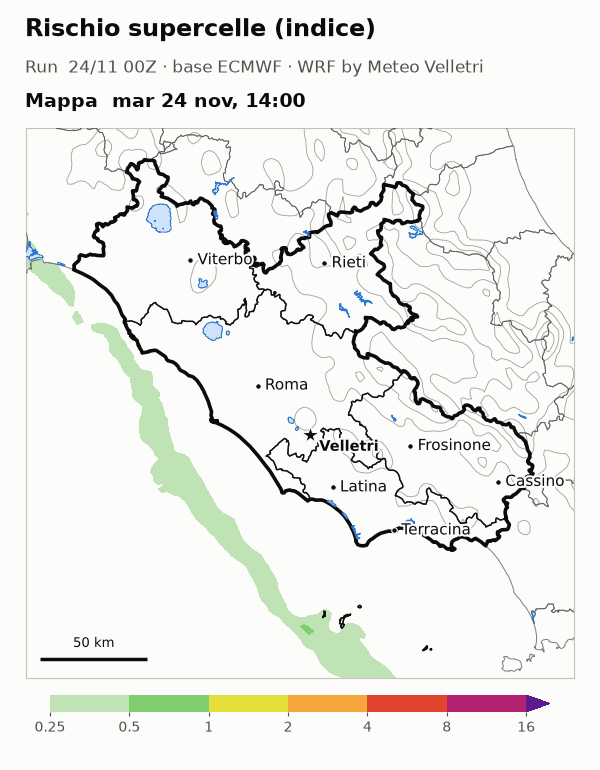 Rischio supercelle (indice)
Run  24/11 00Z · base ECMWF · WRF by Meteo Velletri
Mappa  mar 24 nov, 14:00
Viterbo
Rieti
Roma
Velletri
Frosinone
Cassino
Latina
Terracina
50 km
0.25 0.5 1 2 4 8 16